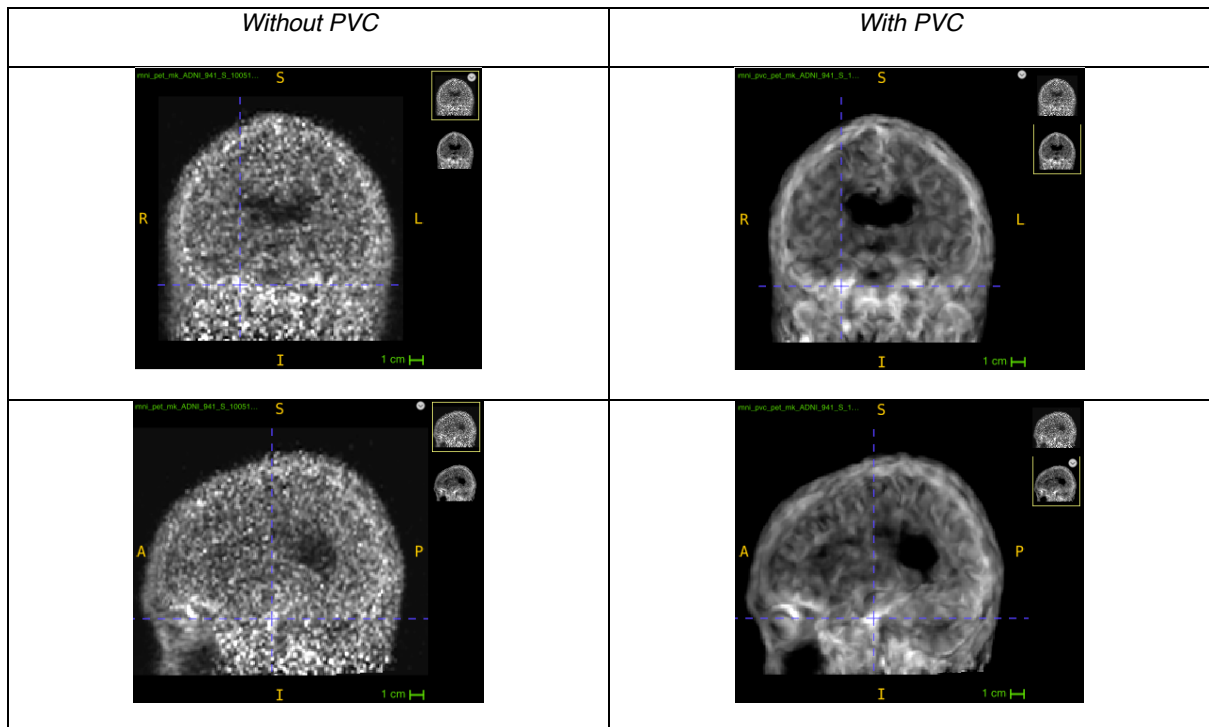 Without PVC
With PVC
mni_pet_mk_ADNI_941_S_10051...
S
R
L
I
1 cm
mni_pvc_pet_mk_ADNI_941_S_1...
S
R
L
I
1 cm
mni_pet_mk_ADNI_941_S_10051...
S
A
P
I
1 cm
mni_pvc_pet_mk_ADNI_941_S_1...
S
A
P
I
1 cm